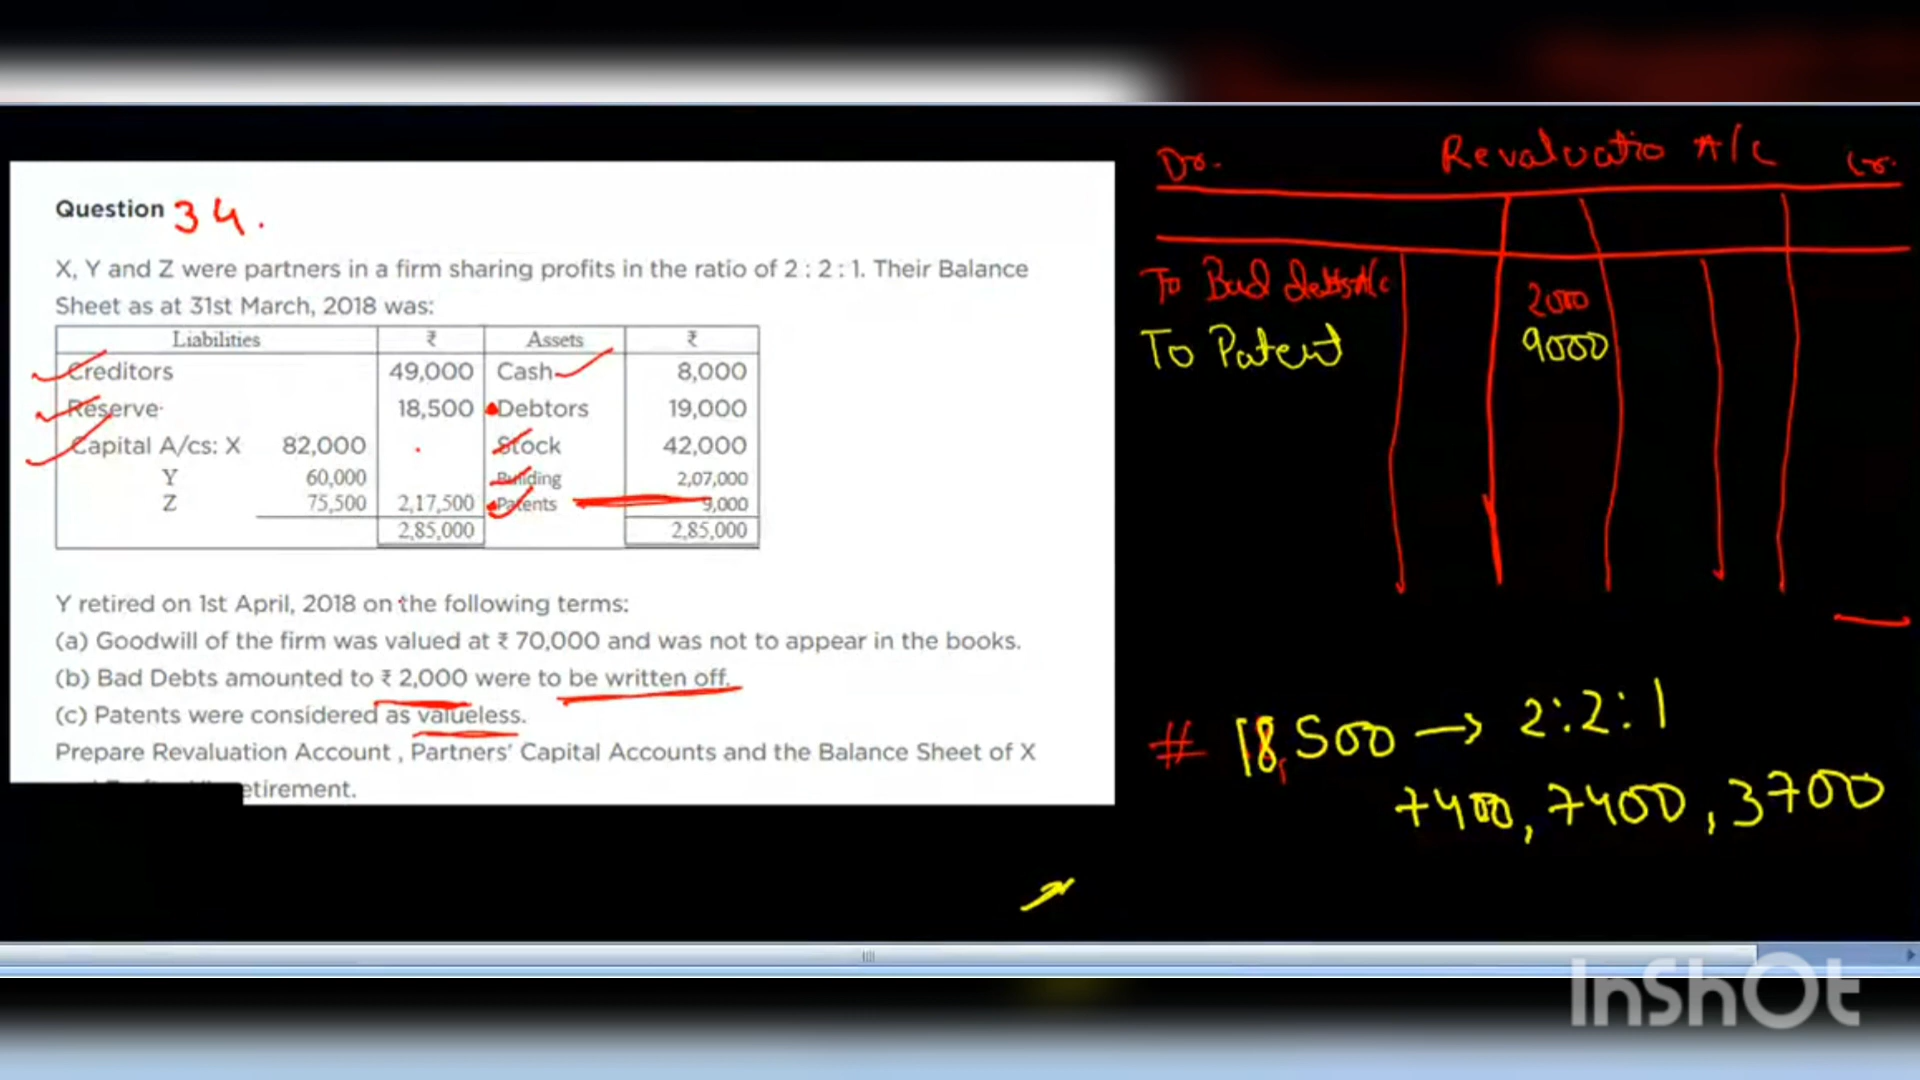 Question 34.
X, Y and Z were partners in a firm sharing profits in the ratio of 2 : 2 : 1. Their Balance
Sheet as at 31st March, 2018 was:
Liabilities ₹ Assets ₹
Creditors 49,000 Cash 8,000
Reserve 18,500 Debtors 19,000
Capital A/cs: X 82,000 Stock 42,000
Y 60,000 Building 2,07,000
Z 75,500 2,17,500 Patents 9,000
2,85,000 2,85,000
Y retired on 1st April, 2018 on the following terms:
(a) Goodwill of the firm was valued at ₹ 70,000 and was not to appear in the books.
(b) Bad Debts amounted to ₹ 2,000 were to be written off.
(c) Patents were considered as valueless.
Prepare Revaluation Account , Partners' Capital Accounts and the Balance Sheet of X
etirement.
Dr. Revaluatio A/c Cr.
To Bad debts A/c 2000
To Patent 9000
# 18,500 → 2:2:1
7400, 7400, 3700
InShOt